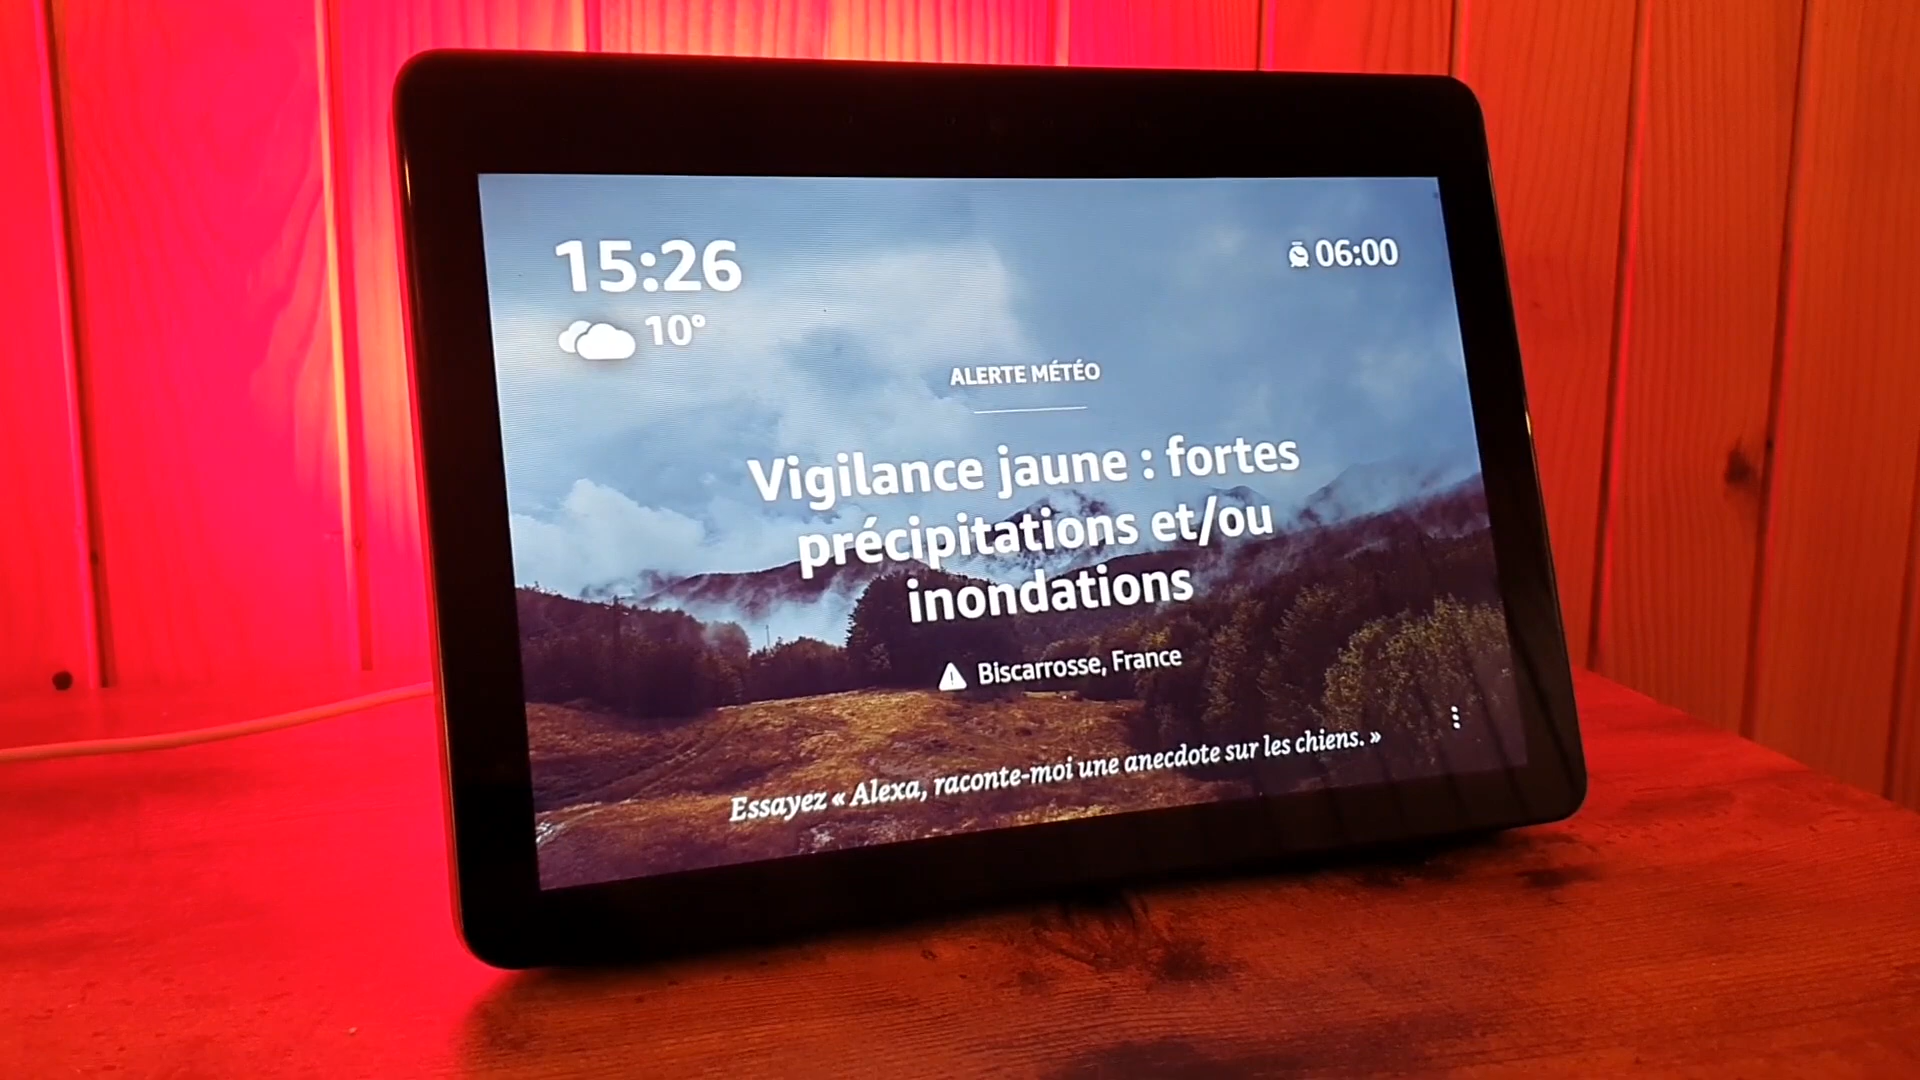 15:26
06:00
10°
ALERTE MÉTÉO
Vigilance jaune : fortes
précipitations et/ou
inondations
Biscarrosse, France
Essayez « Alexa, raconte-moi une anecdote sur les chiens. »